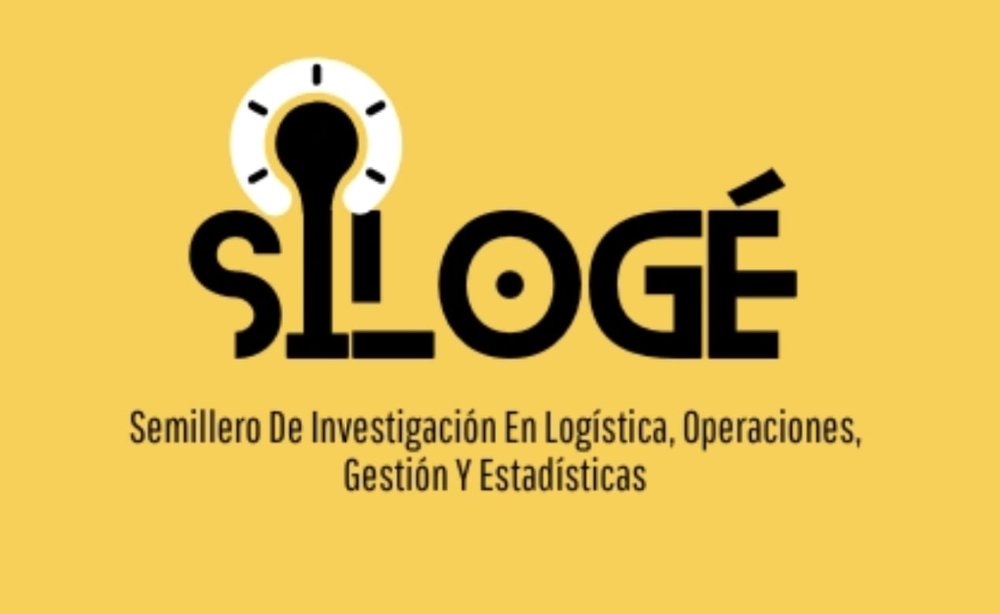 SILOGÉ
Semillero De Investigación En Logística, Operaciones,
Gestión Y Estadísticas